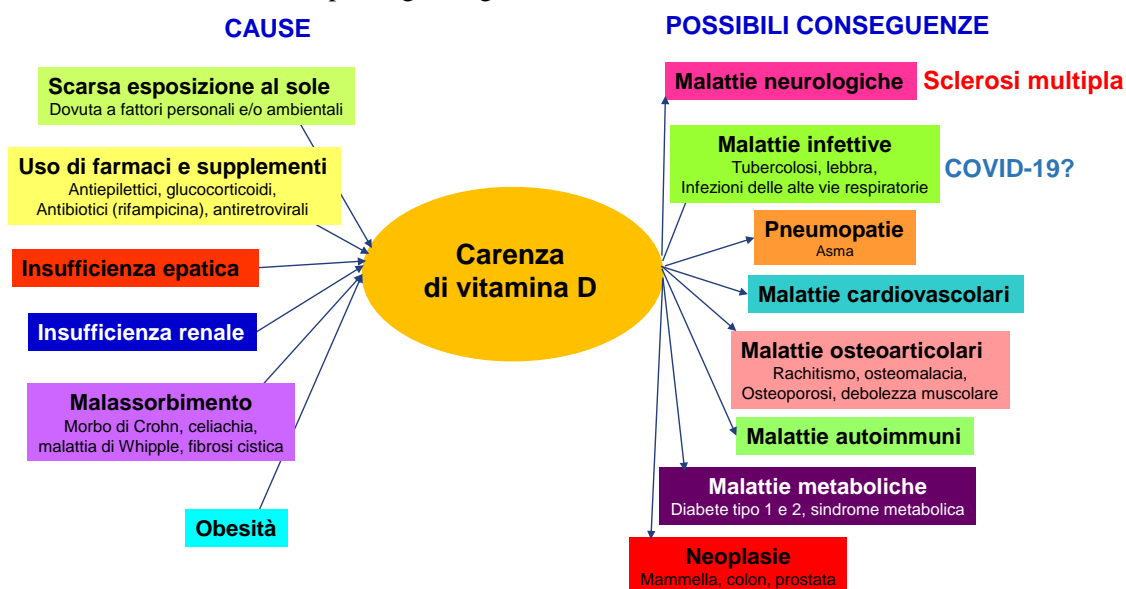 CAUSE
Scarsa esposizione al sole
Dovuta a fattori personali e/o ambientali
Uso di farmaci e supplementi
Antiepilettici, glucocorticoidi,
Antibiotici (rifampicina), antiretrovirali
Insufficienza epatica
Insufficienza renale
Malassorbimento
Morbo di Crohn, celiachia,
malattia di Whipple, fibrosi cistica
Obesità
Carenza
di vitamina D
POSSIBILI CONSEGUENZE
Malattie neurologiche
Sclerosi multipla
Malattie infettive
Tubercolosi, lebbra,
Infezioni delle alte vie respiratorie
COVID-19?
Pneumopatie
Asma
Malattie cardiovascolari
Malattie osteoarticolari
Rachitismo, osteomalacia,
Osteoporosi, debolezza muscolare
Malattie autoimmuni
Malattie metaboliche
Diabete tipo 1 e 2, sindrome metabolica
Neoplasie
Mammella, colon, prostata